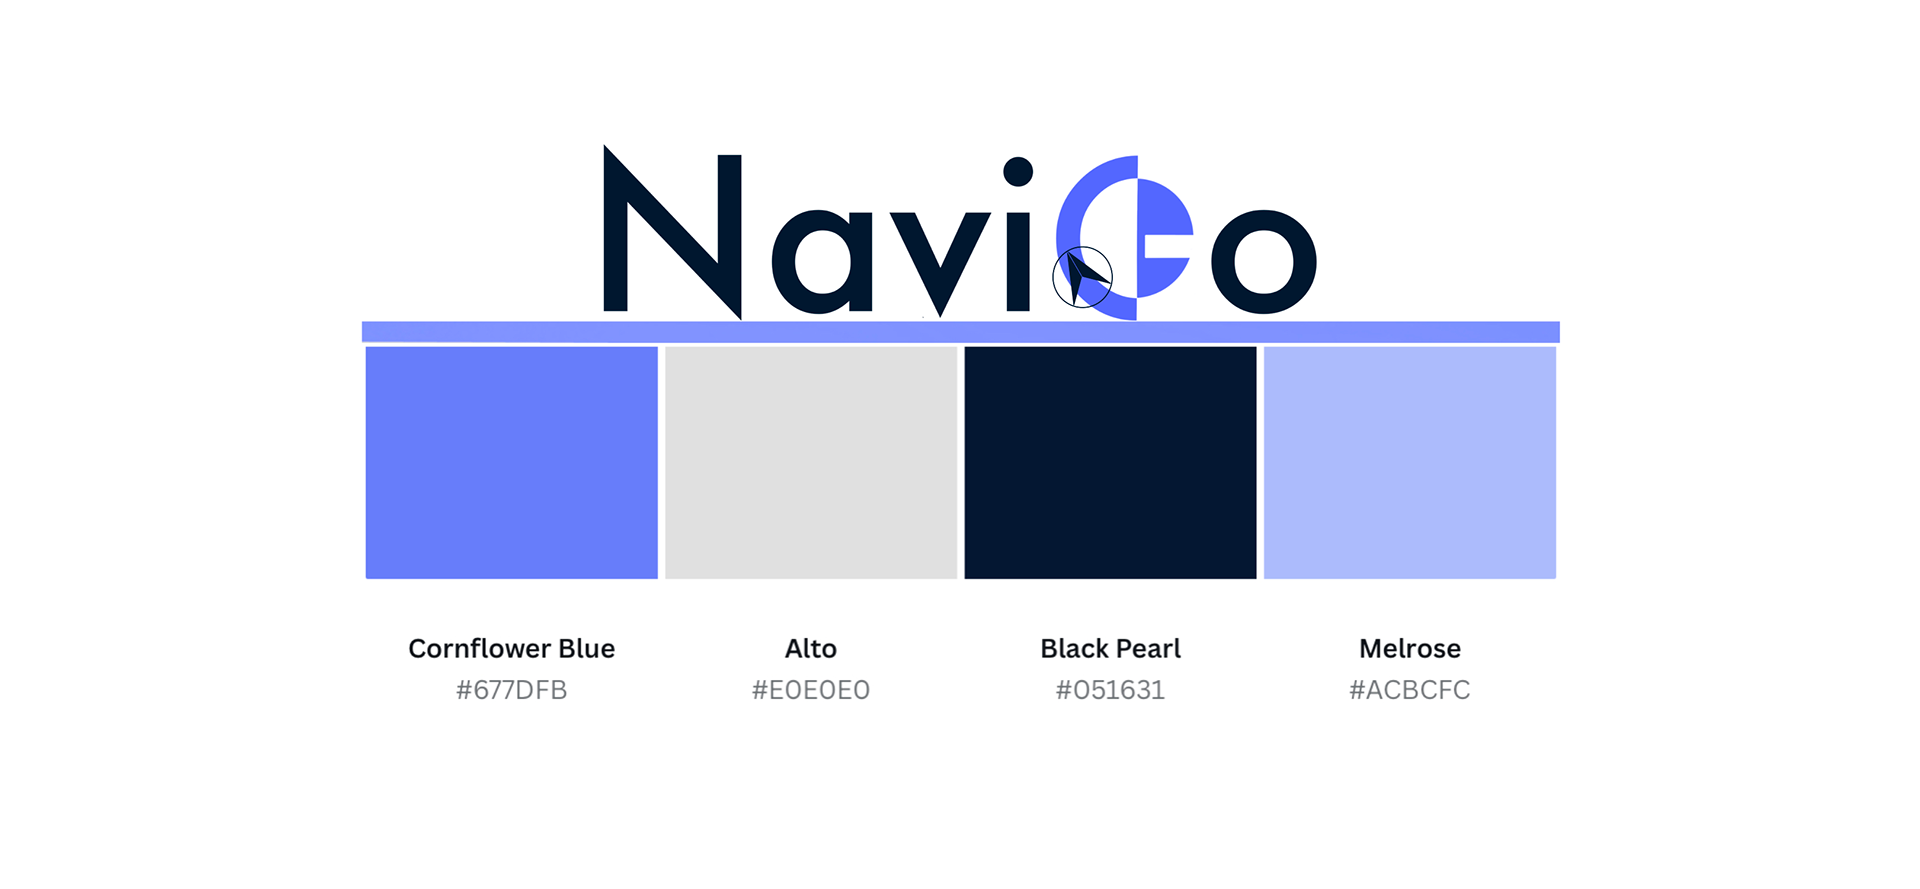 NaviGo
Cornflower Blue
Alto
Black Pearl
Melrose
#677DFB
#E0E0E0
#051631
#ACBCFC